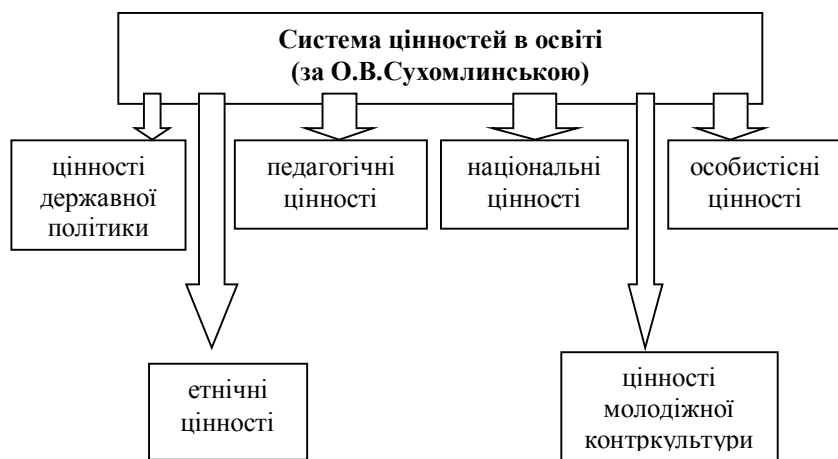 Система цінностей в освіті
(за О.В.Сухомлинською)
цінності
державної
політики
педагогічні
цінності
національні
цінності
особистісні
цінності
етнічні
цінності
цінності
молодіжної
контркультури